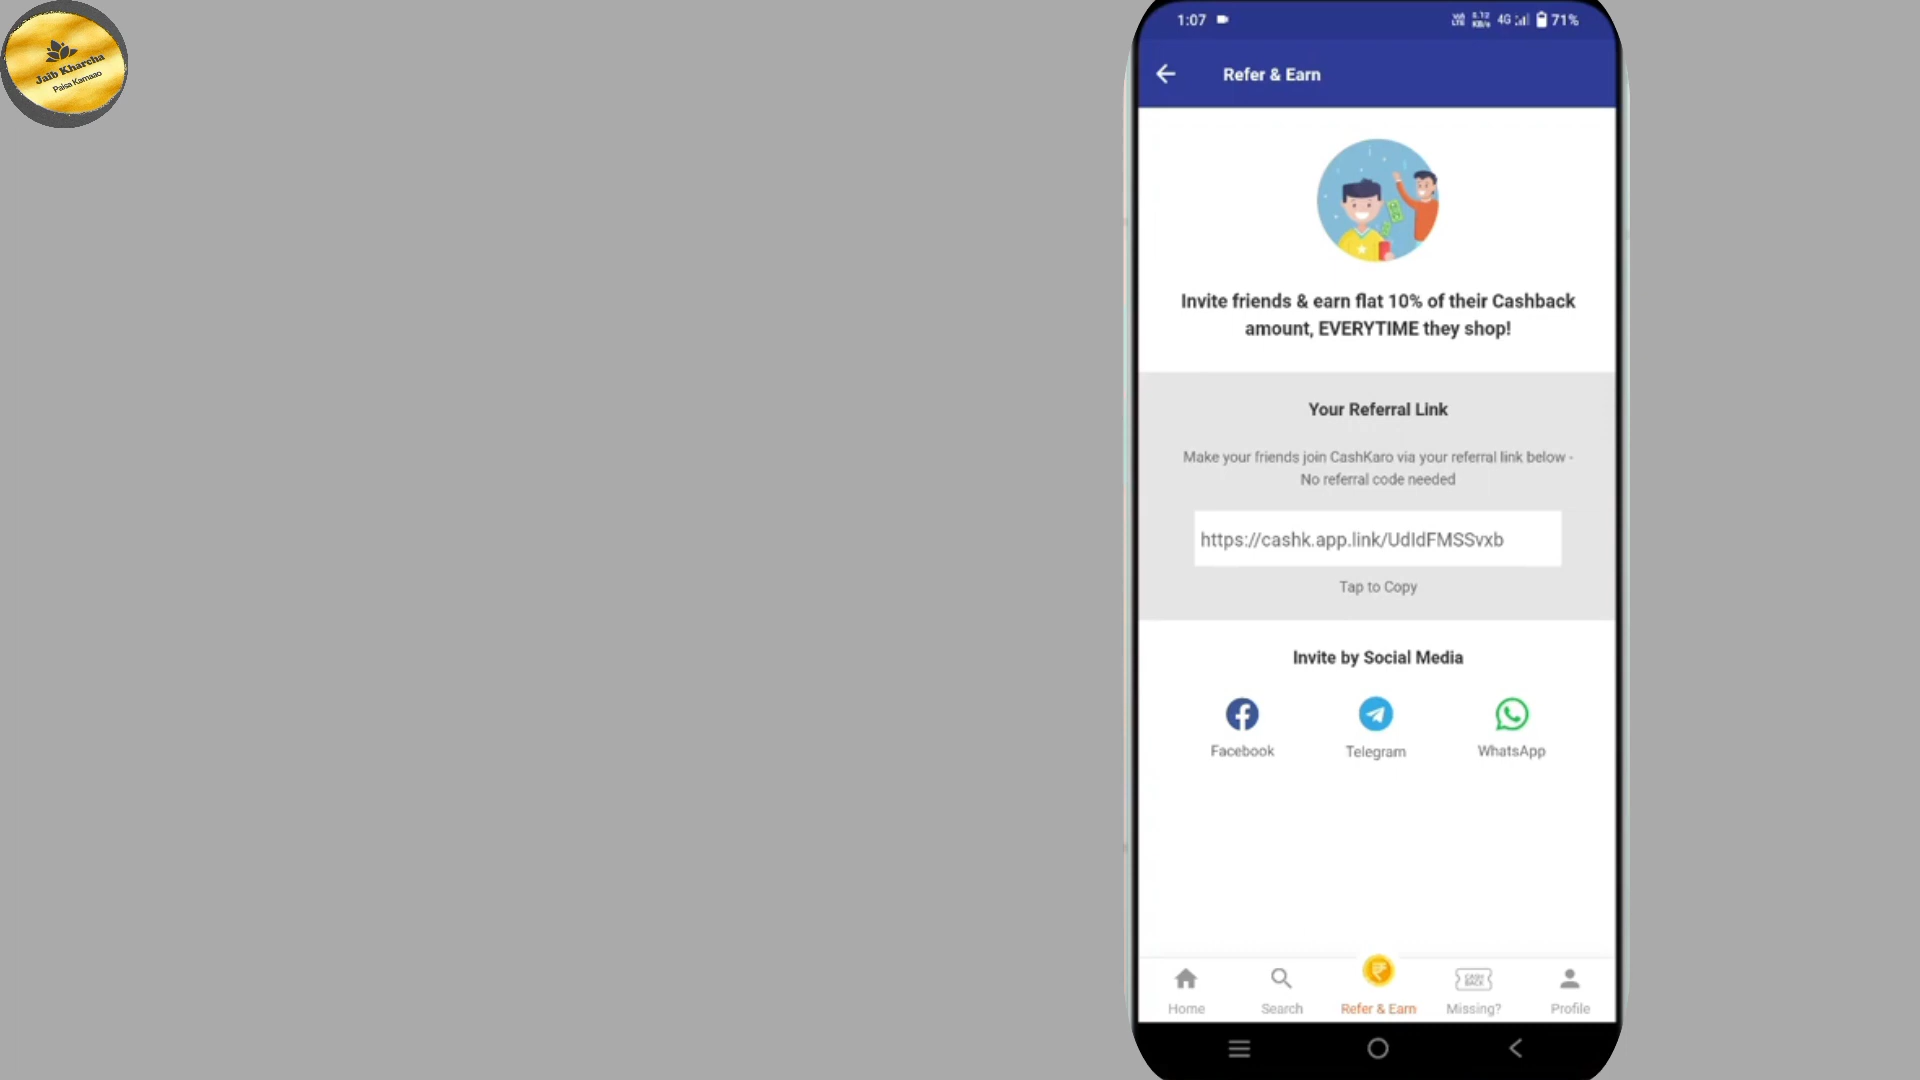 Jaib Kharcha
Paisa Kamaao
1:07
4G
71%
Refer & Earn
Invite friends & earn flat 10% of their Cashback
amount, EVERYTIME they shop!
Your Referral Link
Make your friends join CashKaro via your referral link below -
No referral code needed
https://cashk.app.link/UdIdFMSSvxb
Tap to Copy
Invite by Social Media
Facebook
Telegram
WhatsApp
CASH
BACK
Home
Search
Refer & Earn
Missing?
Profile